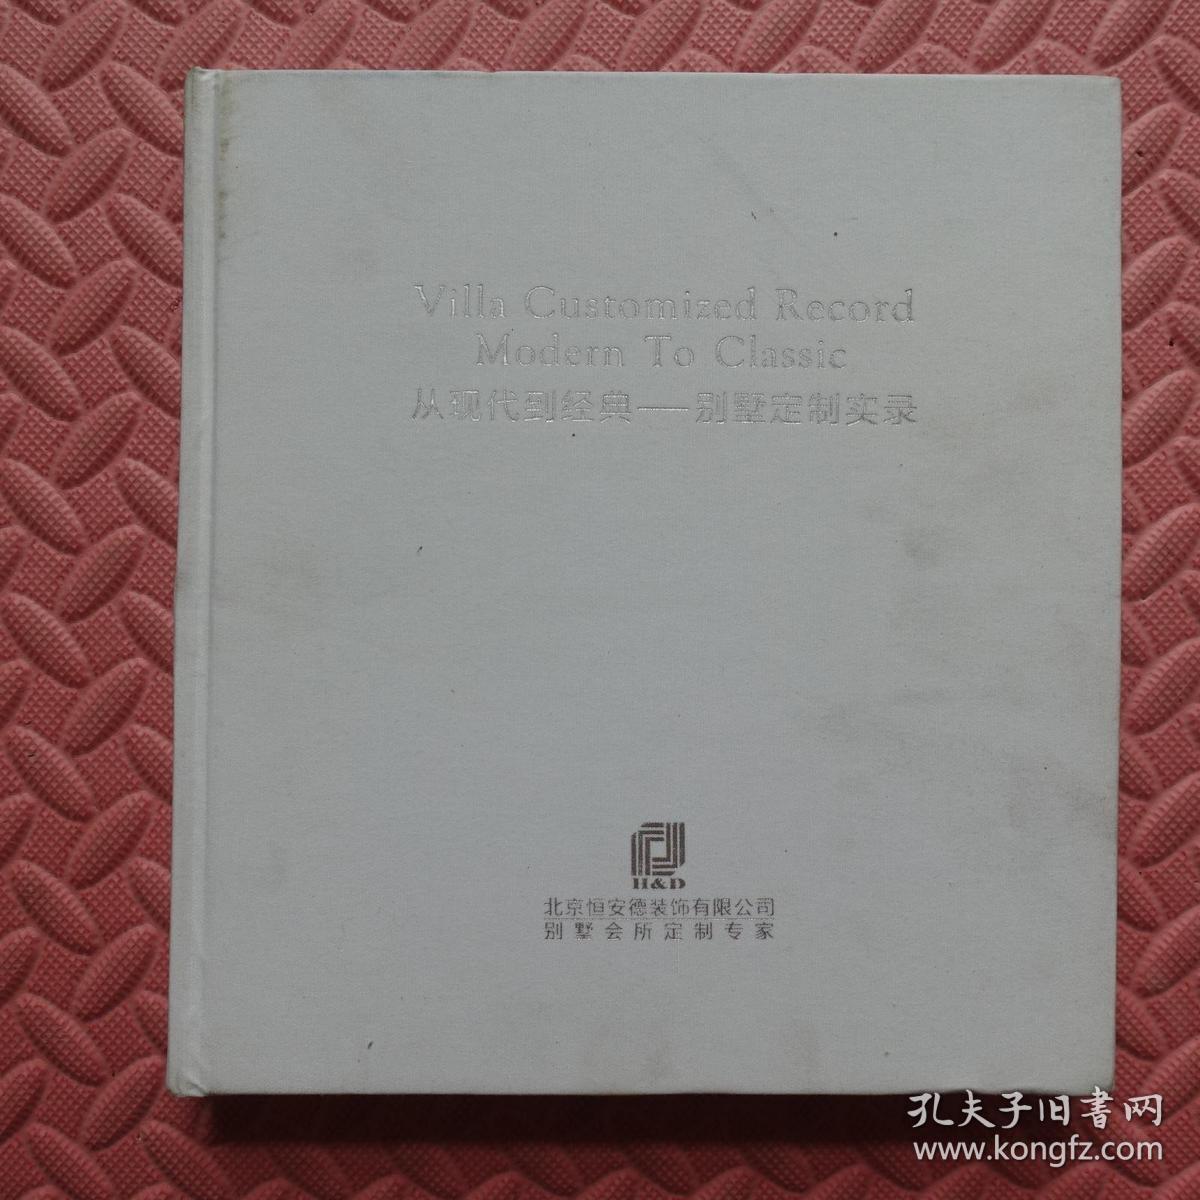 Villa Customized Record
Modern To Classic
从现代到经典——别墅定制实录
H&D
北京恒安德装饰有限公司
别墅会所定制专家
孔夫子旧書网
www.kongfz.com